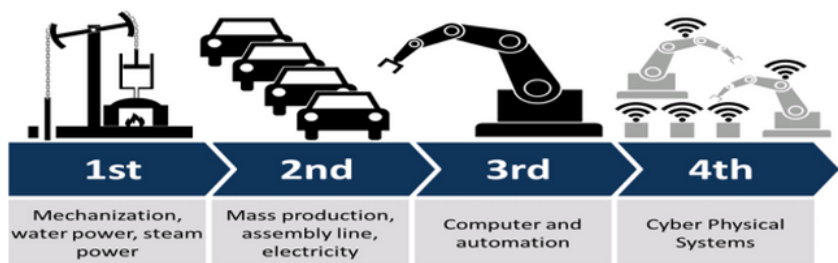 1st
2nd
3rd
4th
Mechanization,
water power, steam
power
Mass production,
assembly line,
electricity
Computer and
automation
Cyber Physical
Systems